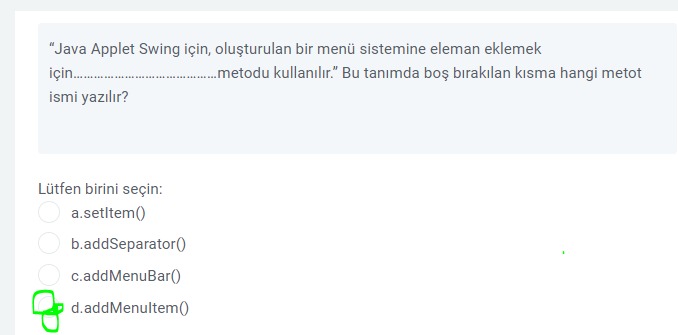 “Java Applet Swing için, oluşturulan bir menü sistemine eleman eklemek
için..........................................metodu kullanılır.” Bu tanımda boş bırakılan kısma hangi metot
ismi yazılır?
Lütfen birini seçin:
a.setItem()
b.addSeparator()
c.addMenuBar()
d.addMenuItem()